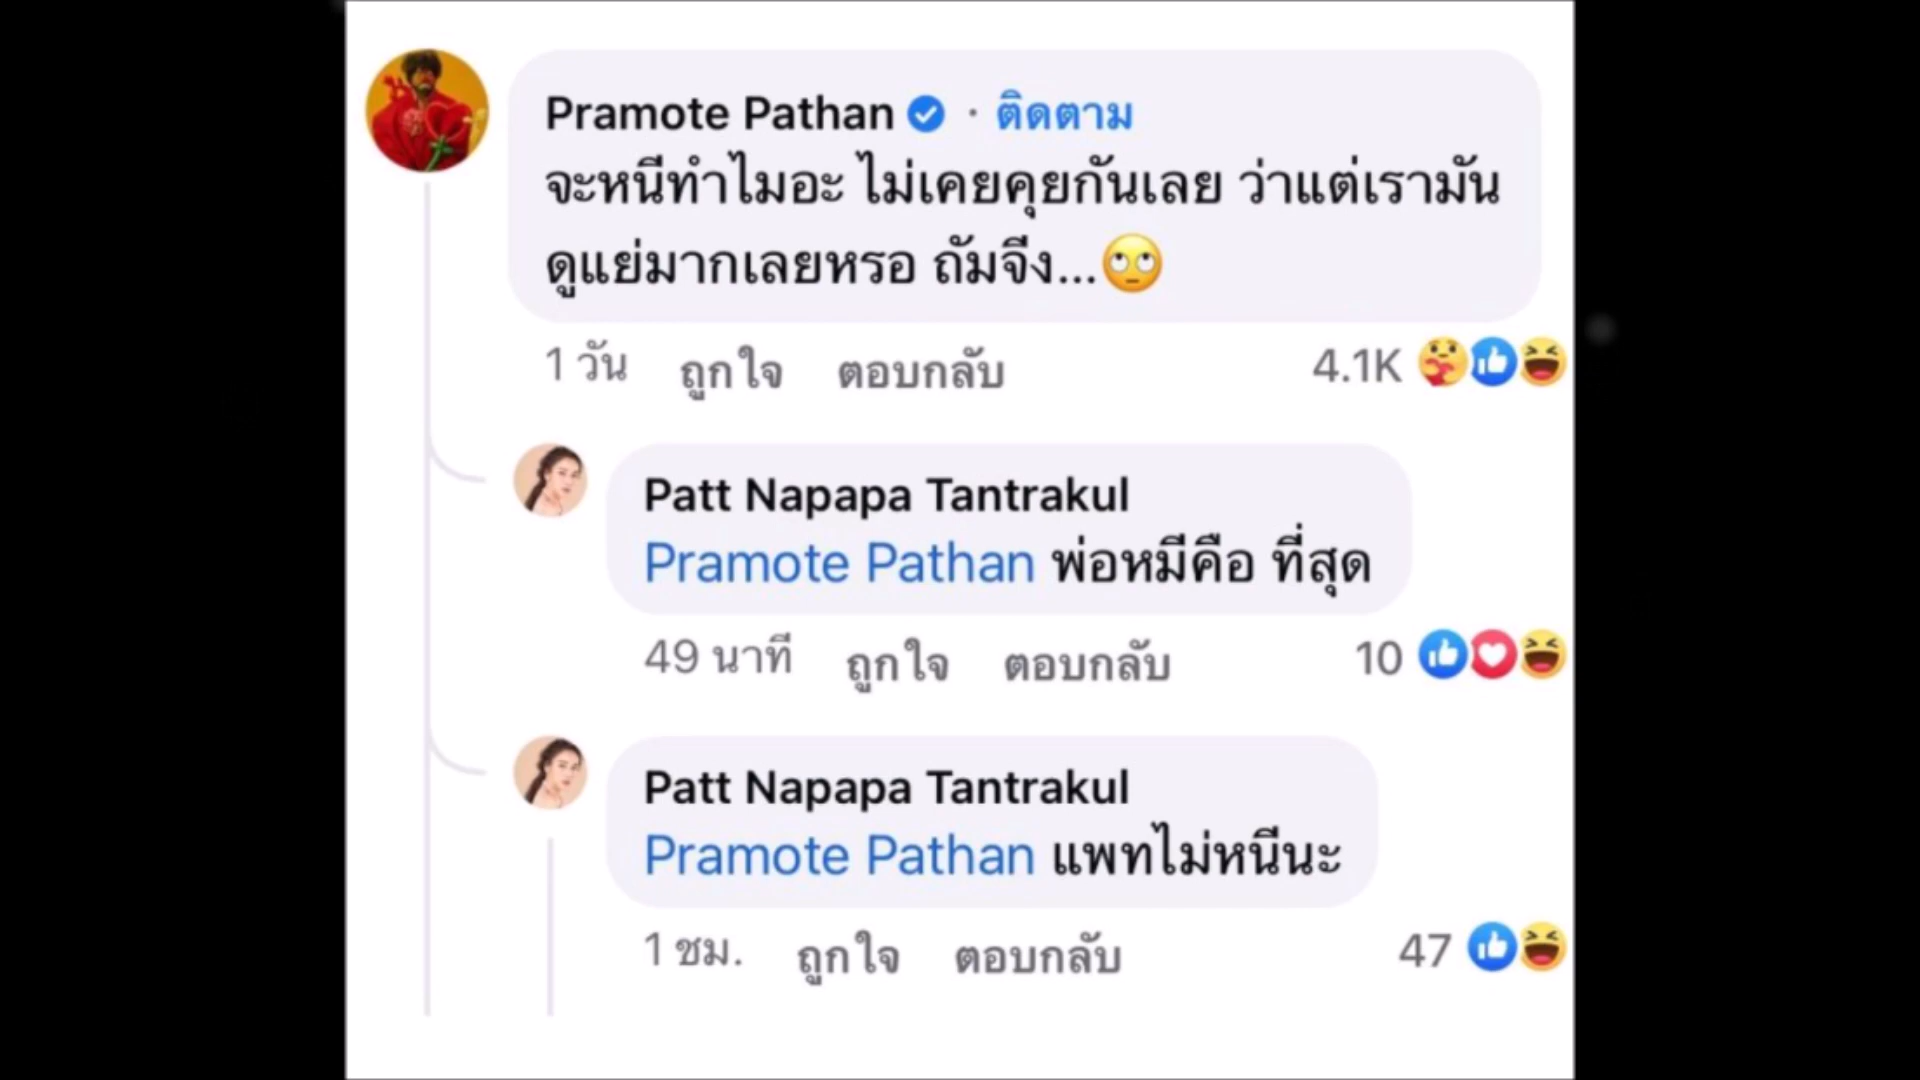 Pramote Pathan · ติดตาม
จะหนีทำไมอะ ไม่เคยคุยกันเลย ว่าแต่เรามัน
ดูแย่มากเลยหรอ ถัมจีง...🙄
1 วัน ถูกใจ ตอบกลับ 4.1K
Patt Napapa Tantrakul
Pramote Pathan พ่อหมีคือ ที่สุด
49 นาที ถูกใจ ตอบกลับ 10
Patt Napapa Tantrakul
Pramote Pathan แพทไม่หนีนะ
1 ชม. ถูกใจ ตอบกลับ 47